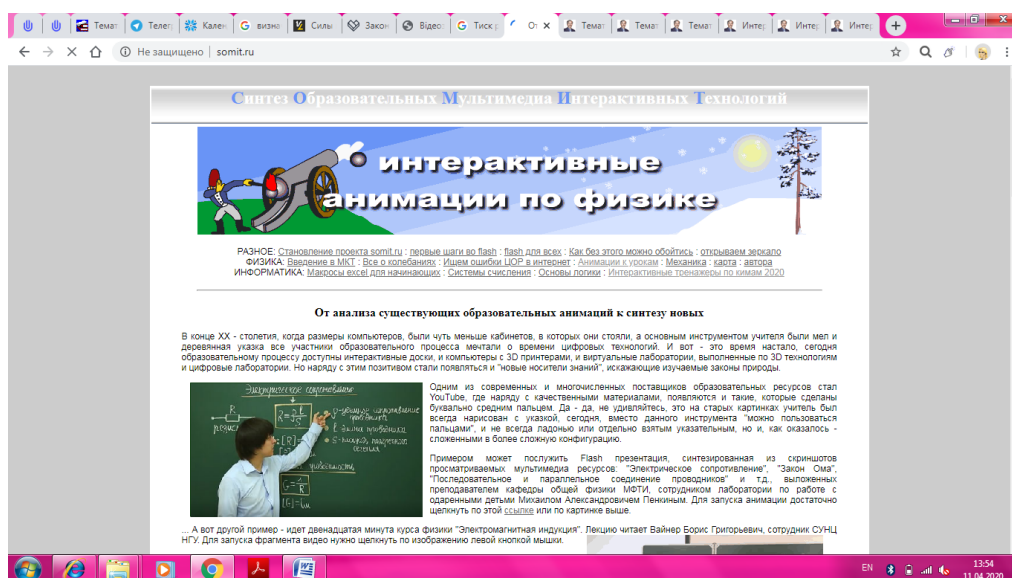 Темат
Телег
Кален
визна
Силы
Закон
Відео
Тиск р
От
Темат
Темат
Темат
Интер
Интер
Интер
Не защищено | somit.ru
Синтез Образовательных Мультимедиа Интерактивных Технологий
интерактивные
анимации по физике
РАЗНОЕ: Становление проекта somit.ru : первые шаги во flash : flash для всех : Как без этого можно обойтись : открываем зеркало
ФИЗИКА: Введение в МКТ : Все о колебаниях : Ищем ошибки ЦОР в интернет : Анимации к урокам : Механика : карта : автора
ИНФОРМАТИКА: Макросы excel для начинающих : Системы счисления : Основы логики : Интерактивные тренажеры по кимам 2020
От анализа существующих образовательных анимаций к синтезу новых
В конце XX - столетия, когда размеры компьютеров, были чуть меньше кабинетов, в которых они стояли, а основным инструментом учителя были мел и
деревянная указка все участники образовательного процесса мечтали о времени цифровых технологий. И вот - это время настало, сегодня
образовательному процессу доступны интерактивные доски, и компьютеры с 3D принтерами, и виртуальные лаборатории, выполненные по 3D технологиям
и цифровые лаборатории. Но наряду с этим позитивом стали появляться и "новые носители знаний", искажающие изучаемые законы природы.
Одним из современных и многочисленных поставщиков образовательных ресурсов стал
YouTube, где наряду с качественными материалами, появляются и такие, которые сделаны
буквально средним пальцем. Да - да, не удивляйтесь, это на старых картинках учитель был
всегда нарисован с указкой, сегодня, вместо данного инструмента "можно пользоваться
пальцами", и не всегда ладонью или отдельно взятым указательным, но и, как оказалось -
сложенными в более сложную конфигурацию.
Примером может послужить Flash презентация, синтезированная из скриншотов
просматриваемых мультимедиа ресурсов: "Электрическое сопротивление", "Закон Ома",
"Последовательное и параллельное соединение проводников" и т.д., выложенных
преподавателем кафедры общей физики МФТИ, сотрудником лаборатории по работе с
одаренными детьми Михаилом Александровичем Пенкиным. Для запуска анимации достаточно
щелкнуть по этой ссылке или по картинке выше.
... А вот другой пример - идет двенадцатая минута курса физики "Электромагнитная индукция". Лекцию читает Вайнер Борис Григорьевич, сотрудник СУНЦ
НГУ. Для запуска фрагмента видео нужно щелкнуть по изображению левой кнопкой мышки.
EN
13:54
11.04.2020